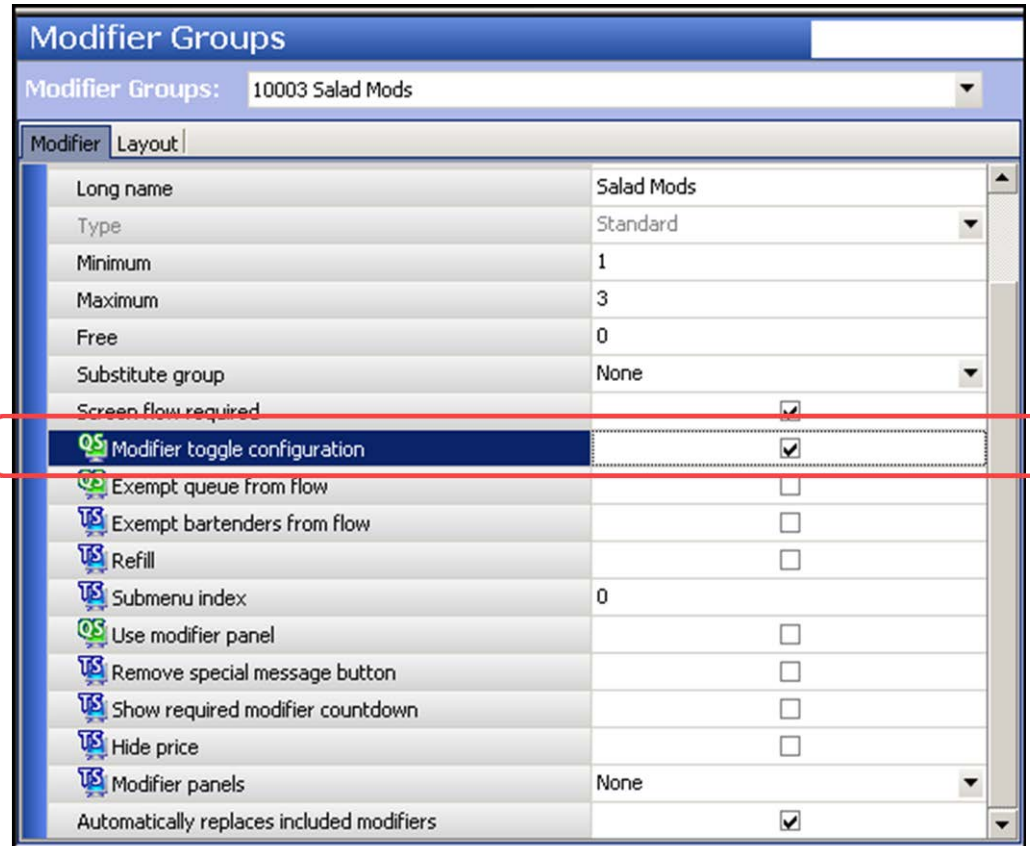 Modifier Groups
Modifier Groups: 10003 Salad Mods
Modifier Layout
Long name Salad Mods
Type Standard
Minimum 1
Maximum 3
Free 0
Substitute group None
Screen flow required
QS Modifier toggle configuration
QS Exempt queue from flow
TS Exempt bartenders from flow
TS Refill
TS Submenu index 0
QS Use modifier panel
TS Remove special message button
TS Show required modifier countdown
TS Hide price
TS Modifier panels None
Automatically replaces included modifiers